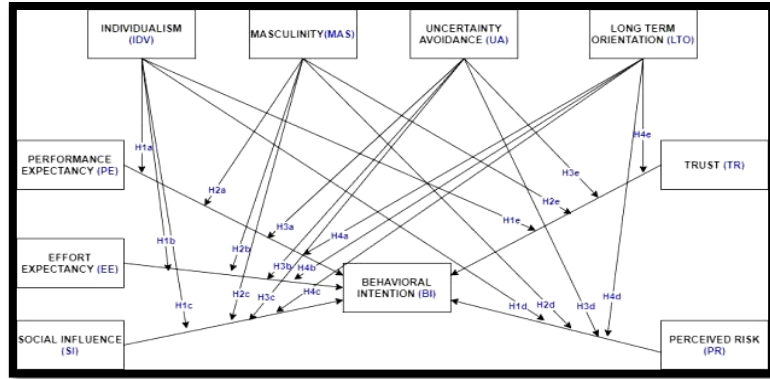 INDIVIDUALISM
(IDV)
MASCULINITY(MAS)
UNCERTAINTY
AVOIDANCE (UA)
LONG TERM
ORIENTATION (LTO)
PERFORMANCE
EXPECTANCY (PE)
TRUST (TR)
EFFORT
EXPECTANCY (EE)
BEHAVIORAL
INTENTION (BI)
SOCIAL INFLUENCE
(SI)
PERCEIVED RISK
(PR)
H1a
H4e
H3e
H2a
H2e
H1e
H3a
H4a
H1b
H2b
H3b
H4b
H2c
H3c
H4c
H1c
H1d
H2d
H3d
H4d